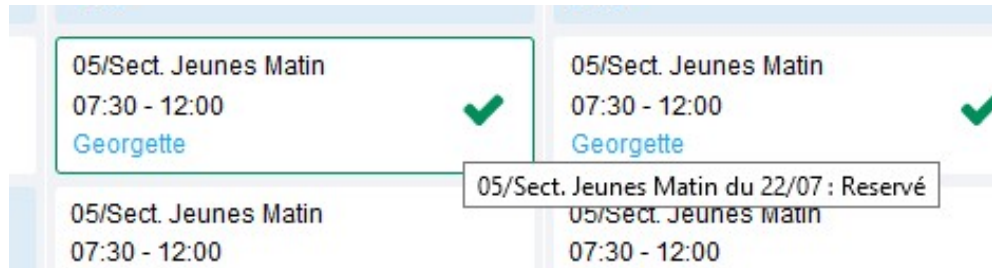 05/Sect. Jeunes Matin
07:30 - 12:00
Georgette
05/Sect. Jeunes Matin
07:30 - 12:00
Georgette
05/Sect. Jeunes Matin du 22/07 : Reservé
05/Sect. Jeunes Matin
07:30 - 12:00
05/Sect. Jeunes Matin
07:30 - 12:00